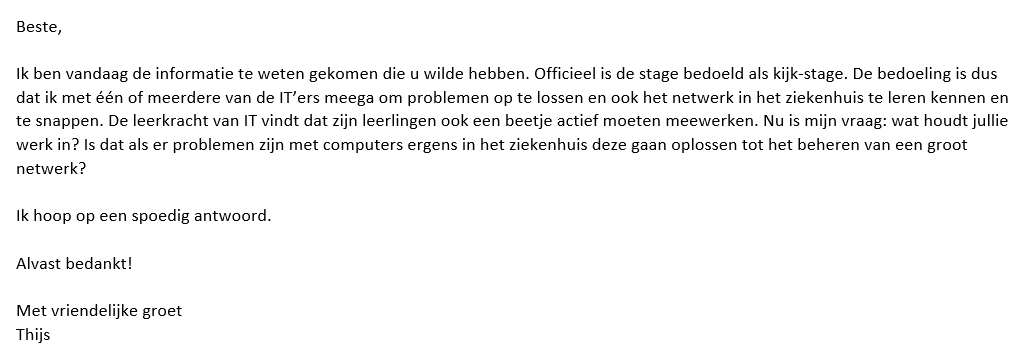 Beste,
Ik ben vandaag de informatie te weten gekomen die u wilde hebben. Officieel is de stage bedoeld als kijk-stage. De bedoeling is dus
dat ik met één of meerdere van de IT’ers meega om problemen op te lossen en ook het netwerk in het ziekenhuis te leren kennen en
te snappen. De leerkracht van IT vindt dat zijn leerlingen ook een beetje actief moeten meewerken. Nu is mijn vraag: wat houdt jullie
werk in? Is dat als er problemen zijn met computers ergens in het ziekenhuis deze gaan oplossen tot het beheren van een groot
netwerk?
Ik hoop op een spoedig antwoord.
Alvast bedankt!
Met vriendelijke groet
Thijs